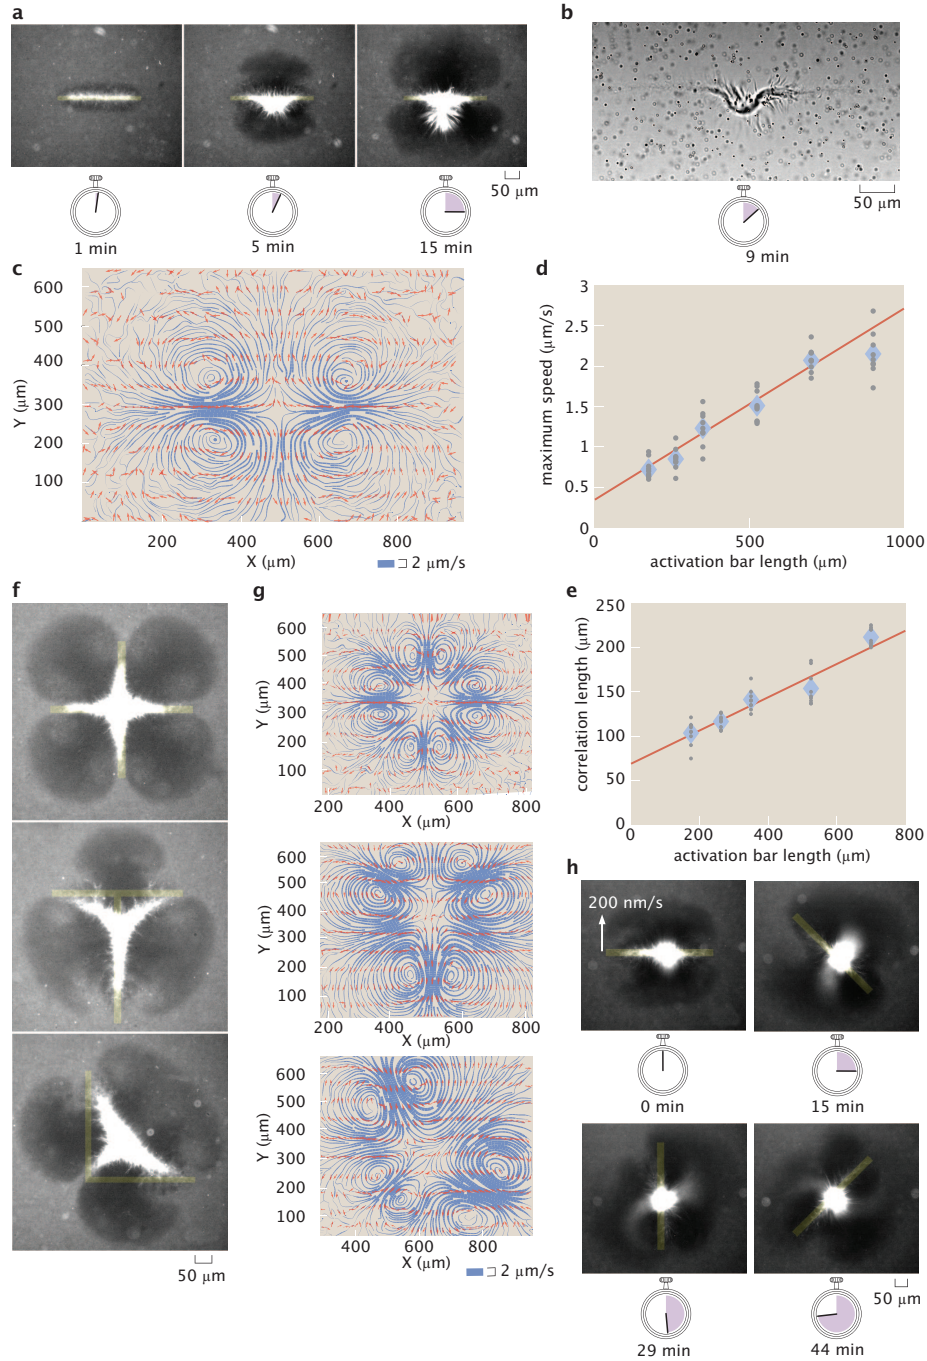 a
1 min
5 min
15 min
50 μm
b
50 μm
9 min
c
Y (μm)
600
500
400
300
200
100
200
400
600
800
X (μm)
2 μm/s
d
maximum speed (μm/s)
3
2.5
2
1.5
1
0.5
0
0
500
1000
activation bar length (μm)
e
correlation length (μm)
250
200
150
100
50
0
0
200
400
600
800
activation bar length (μm)
f
50 μm
g
Y (μm)
600
500
400
300
200
100
200
400
600
800
X (μm)
Y (μm)
600
500
400
300
200
100
200
400
600
800
X (μm)
Y (μm)
600
500
400
300
200
100
400
600
800
X (μm)
2 μm/s
h
200 nm/s
0 min
15 min
29 min
44 min
50 μm